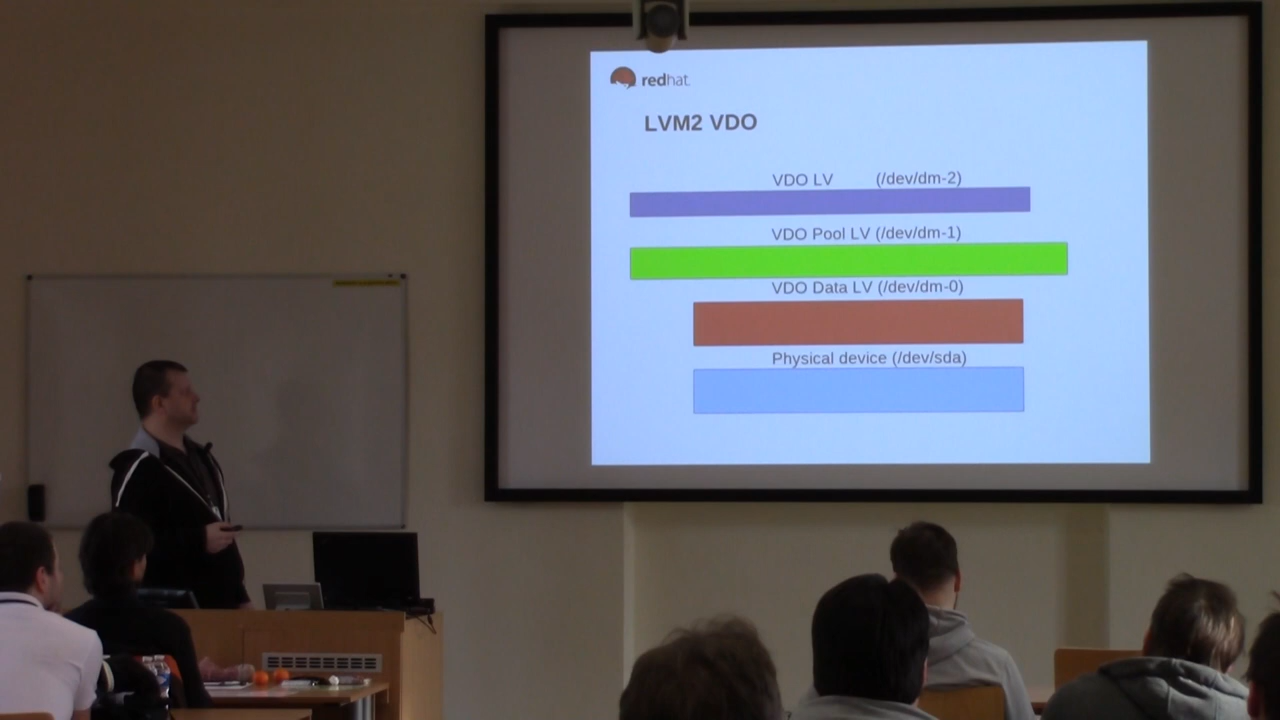 redhat.
LVM2 VDO
VDO LV (/dev/dm-2)
VDO Pool LV (/dev/dm-1)
VDO Data LV (/dev/dm-0)
Physical device (/dev/sda)